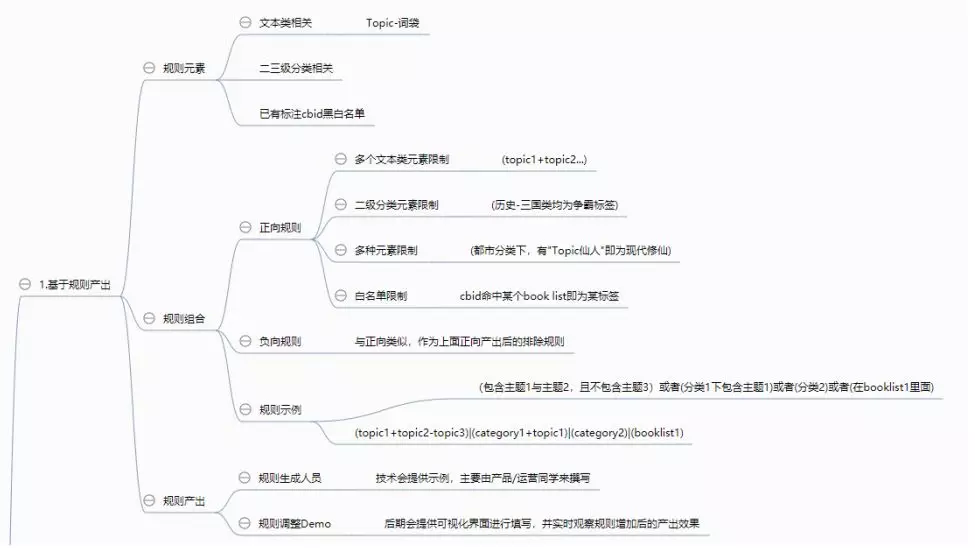 文本类相关 Topic-词袋
规则元素
二三级分类相关
已有标注cbid黑白名单
多个文本类元素限制 (topic1+topic2...)
二级分类元素限制 (历史-三国类均为争霸标签)
正向规则
多种元素限制 (都市分类下，有"Topic仙人"即为现代修仙)
1.基于规则产出
白名单限制 cbid命中某个book list即为某标签
规则组合
负向规则 与正向类似，作为上面正向产出后的排除规则
(包含主题1与主题2，且不包含主题3）或者(分类1下包含主题1)或者(分类2)或者(在booklist1里面)
规则示例
(topic1+topic2-topic3)|(category1+topic1)|(category2)|(booklist1)
规则生成人员 技术会提供示例，主要由产品/运营同学来撰写
规则产出
规则调整Demo 后期会提供可视化界面进行填写，并实时观察规则增加后的产出效果